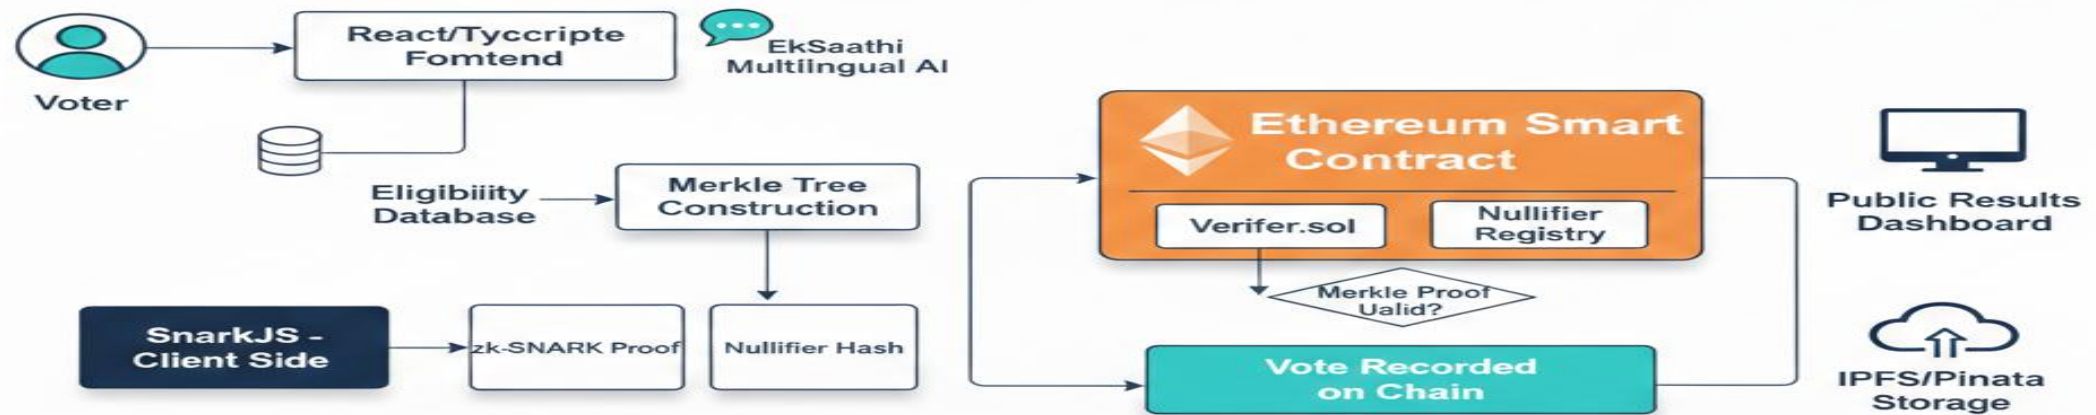 React/Tyccripte
Fomtend
EkSaathi
Multilingual AI
Voter
Eligibiiity
Database
Merkle Tree
Construction
SnarkJS -
Client Side
zk-SNARK Proof
Nullifier Hash
Ethereum Smart
Contract
Verifer.sol
Nullifier
Registry
Merkle Proof
Ualid?
Vote Recorded
on Chain
Public Results
Dashboard
IPFS/Pinata
Storage